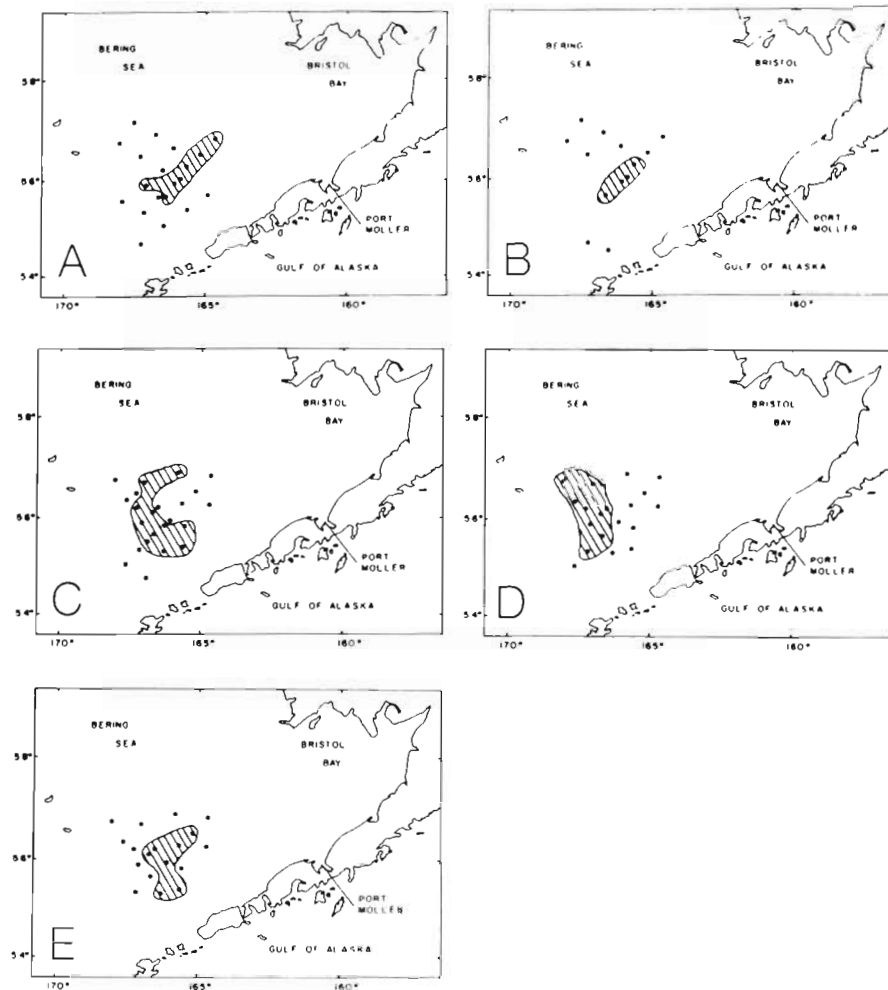 BERING
SEA
BRISTOL
BAY
58°
56°
54°
PORT
MOLLER
GULF OF ALASKA
A
170°
165°
160°
BERING
SEA
BRISTOL
BAY
58°
56°
54°
PORT
MOLLER
GULF OF ALASKA
B
170°
165°
160°
BERING
SEA
BRISTOL
BAY
58°
56°
54°
PORT
MOLLER
GULF OF ALASKA
C
170°
165°
160°
BERING
SEA
BRISTOL
BAY
58°
56°
54°
PORT
MOLLER
GULF OF ALASKA
D
170°
165°
160°
BERING
SEA
BRISTOL
BAY
58°
56°
54°
PORT
MOLLER
GULF OF ALASKA
E
170°
165°
160°